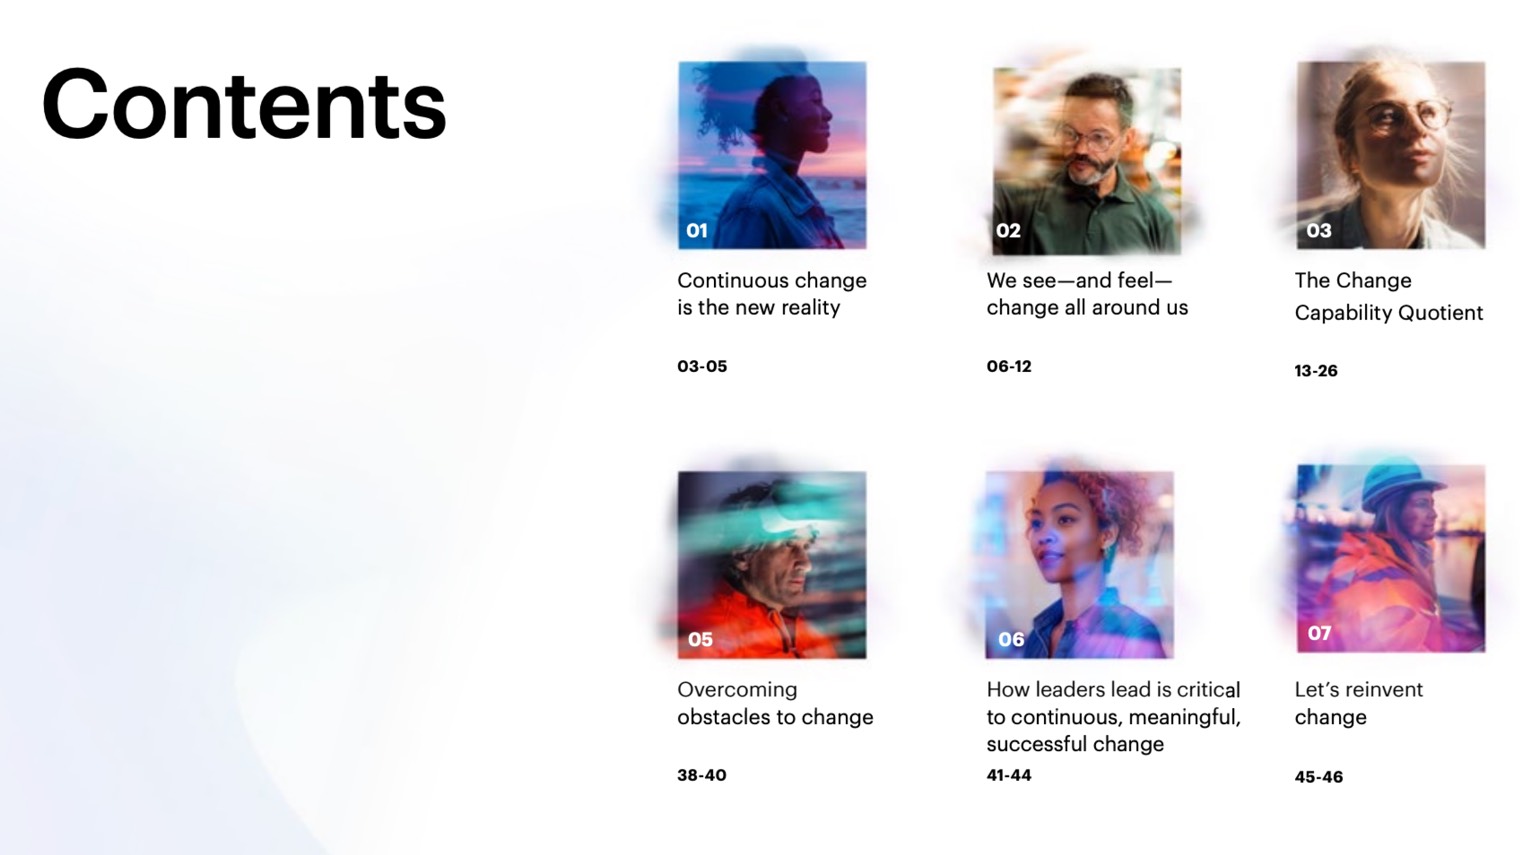 Contents
01
Continuous change
is the new reality
03-05
02
We see—and feel—
change all around us
06-12
03
The Change
Capability Quotient
13-26
05
Overcoming
obstacles to change
38-40
06
How leaders lead is critical
to continuous, meaningful,
successful change
41-44
07
Let’s reinvent
change
45-46